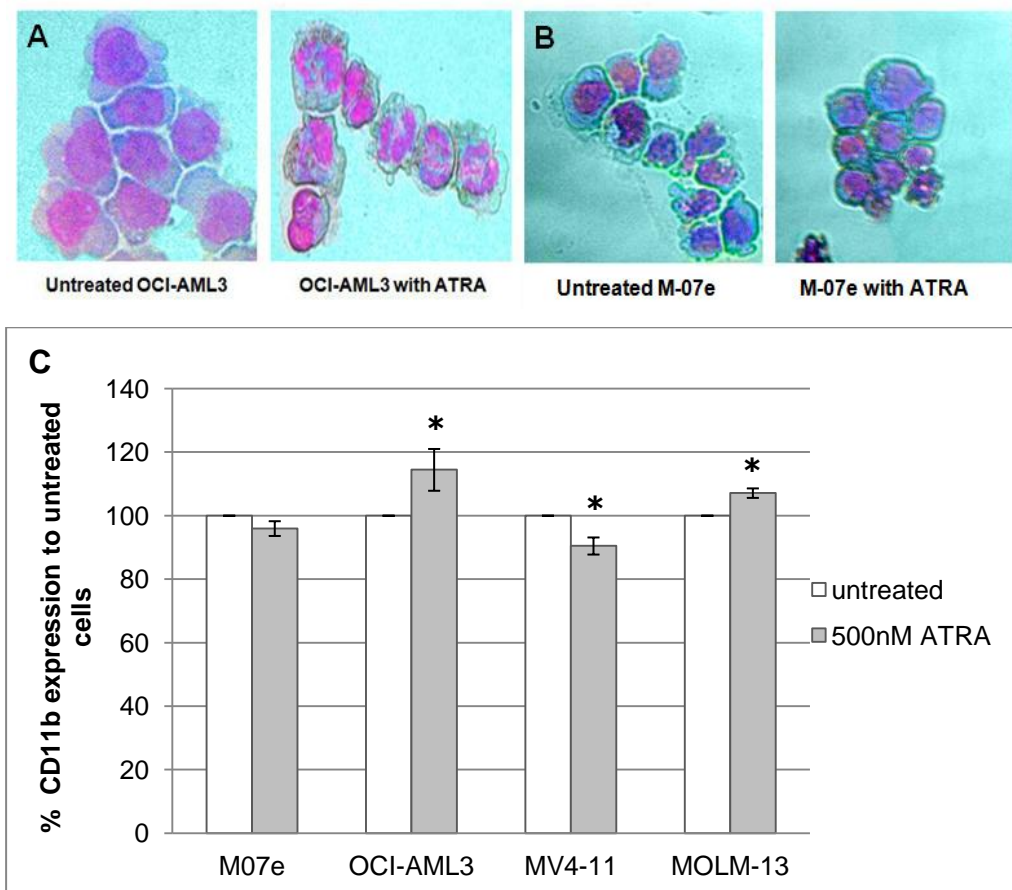 A
B
Untreated OCI-AML3
OCI-AML3 with ATRA
Untreated M-07e
M-07e with ATRA
C
% CD11b expression to untreated
cells
140
120
100
80
60
40
20
0
*
*
*
M07e
OCI-AML3
MV4-11
MOLM-13
untreated
500nM ATRA